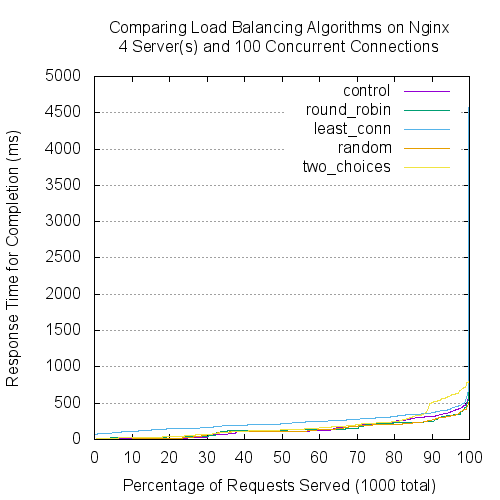 Comparing Load Balancing Algorithms on Nginx
4 Server(s) and 100 Concurrent Connections
5000
4500
4000
3500
3000
2500
2000
1500
1000
500
0
Response Time for Completion (ms)
control
round_robin
least_conn
random
two_choices
0 10 20 30 40 50 60 70 80 90 100
Percentage of Requests Served (1000 total)